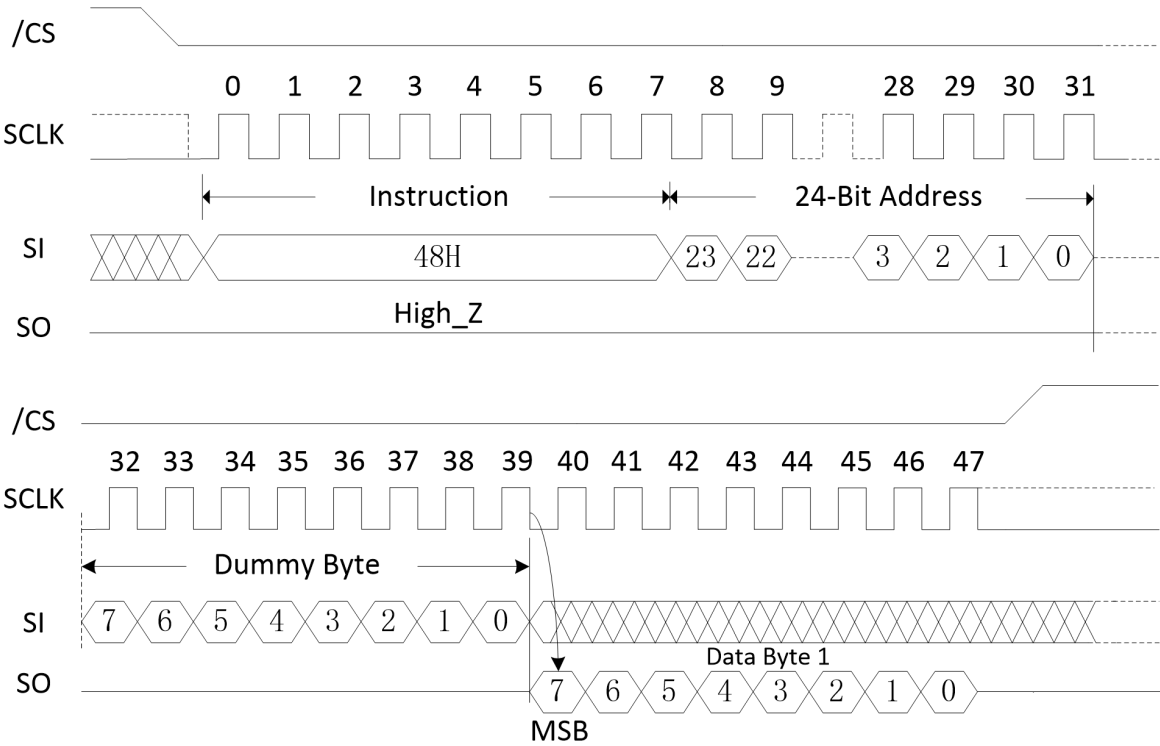 /CS
0 1 2 3 4 5 6 7 8 9 28 29 30 31
SCLK
Instruction 24-Bit Address
SI 48H 23 22 3 2 1 0
High_Z
SO
/CS
32 33 34 35 36 37 38 39 40 41 42 43 44 45 46 47
SCLK
Dummy Byte
SI 7 6 5 4 3 2 1 0
Data Byte 1
SO 7 6 5 4 3 2 1 0
MSB